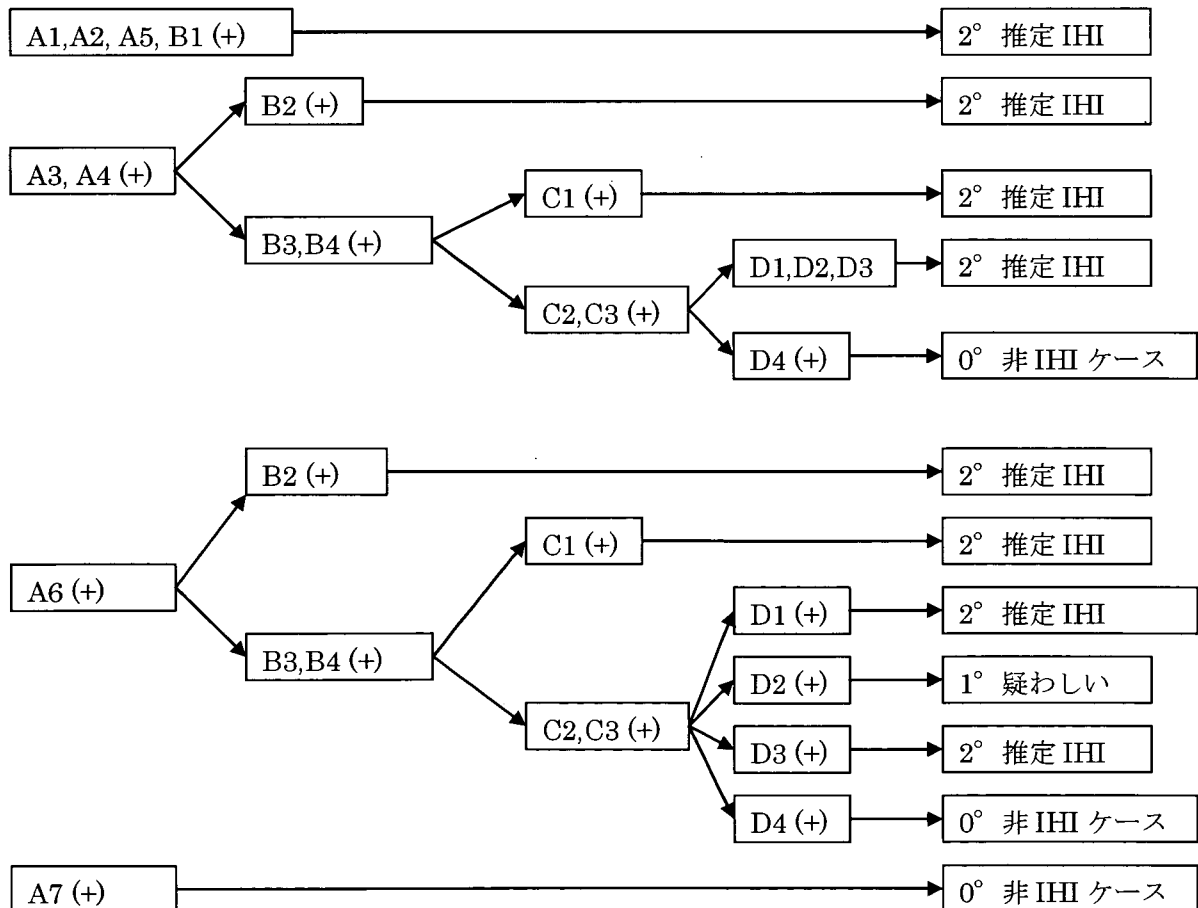 A1,A2, A5, B1 (+)
2° 推定 IHI
B2 (+)
2° 推定 IHI
A3, A4 (+)
C1 (+)
2° 推定 IHI
B3,B4 (+)
D1,D2,D3
2° 推定 IHI
C2,C3 (+)
D4 (+)
0° 非 IHI ケース
B2 (+)
2° 推定 IHI
C1 (+)
2° 推定 IHI
A6 (+)
D1 (+)
2° 推定 IHI
B3,B4 (+)
D2 (+)
1° 疑わしい
C2,C3 (+)
D3 (+)
2° 推定 IHI
D4 (+)
0° 非 IHI ケース
A7 (+)
0° 非 IHI ケース